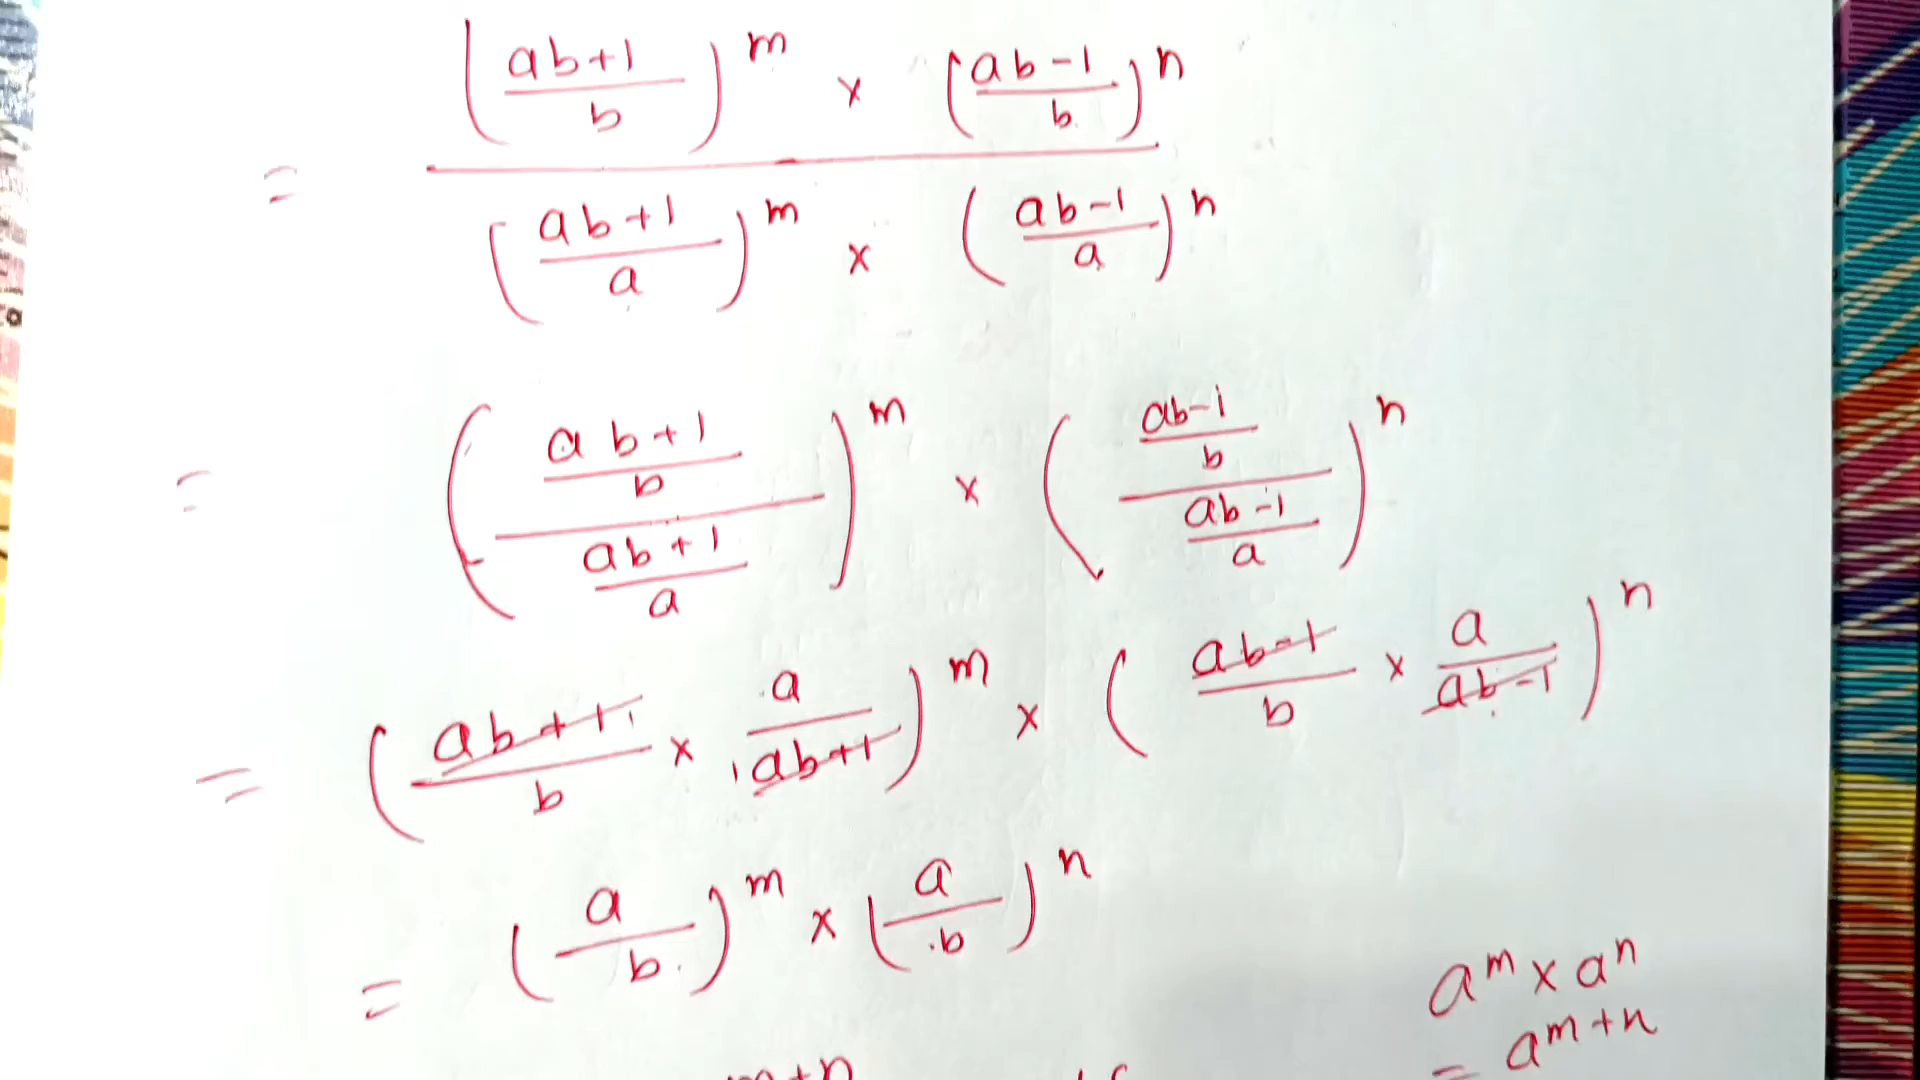 = ((ab+1)/b)^m × ((ab-1)/b)^n / ((ab+1)/a)^m × ((ab-1)/a)^n
= (((ab+1)/b)/((ab+1)/a))^m × (((ab-1)/b)/((ab-1)/a))^n
= ((ab+1)/b × a/(ab+1))^m × ((ab-1)/b × a/(ab-1))^n
= (a/b)^m × (a/b)^n
a^m × a^n
= a^m+n
m+n